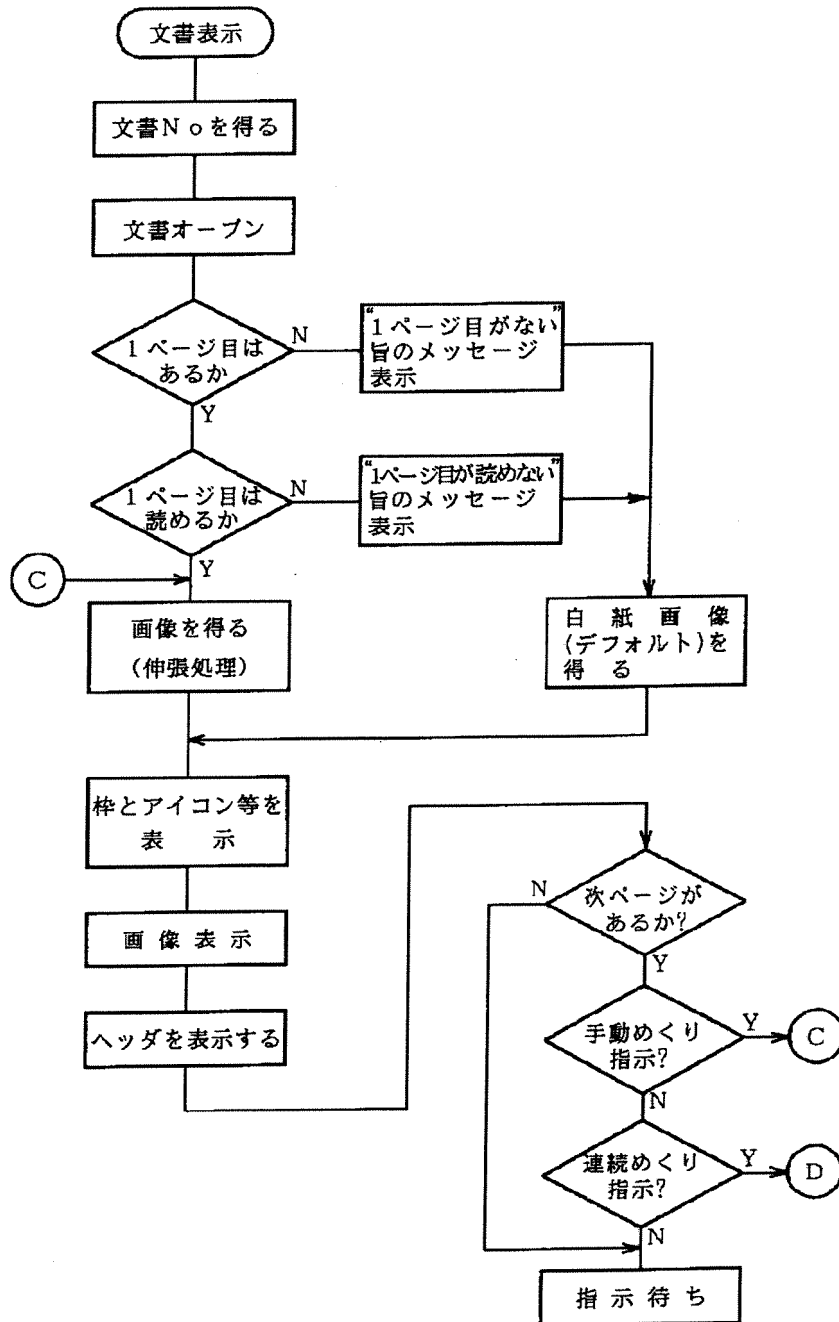 文書表示
文書Noを得る
文書オープン
1ページ目は
あるか
N
Y
“1ページ目がない”
旨のメッセージ
表示
1ページ目は
読めるか
N
Y
“1ページ目が読めない”
旨のメッセージ
表示
C
画像を得る
(伸張処理)
白紙画像
(デフォルト)を
得る
枠とアイコン等を
表示
画像表示
ヘッダを表示する
次ページが
あるか?
N
Y
手動めくり
指示?
Y
C
N
連続めくり
指示?
Y
D
N
指示待ち